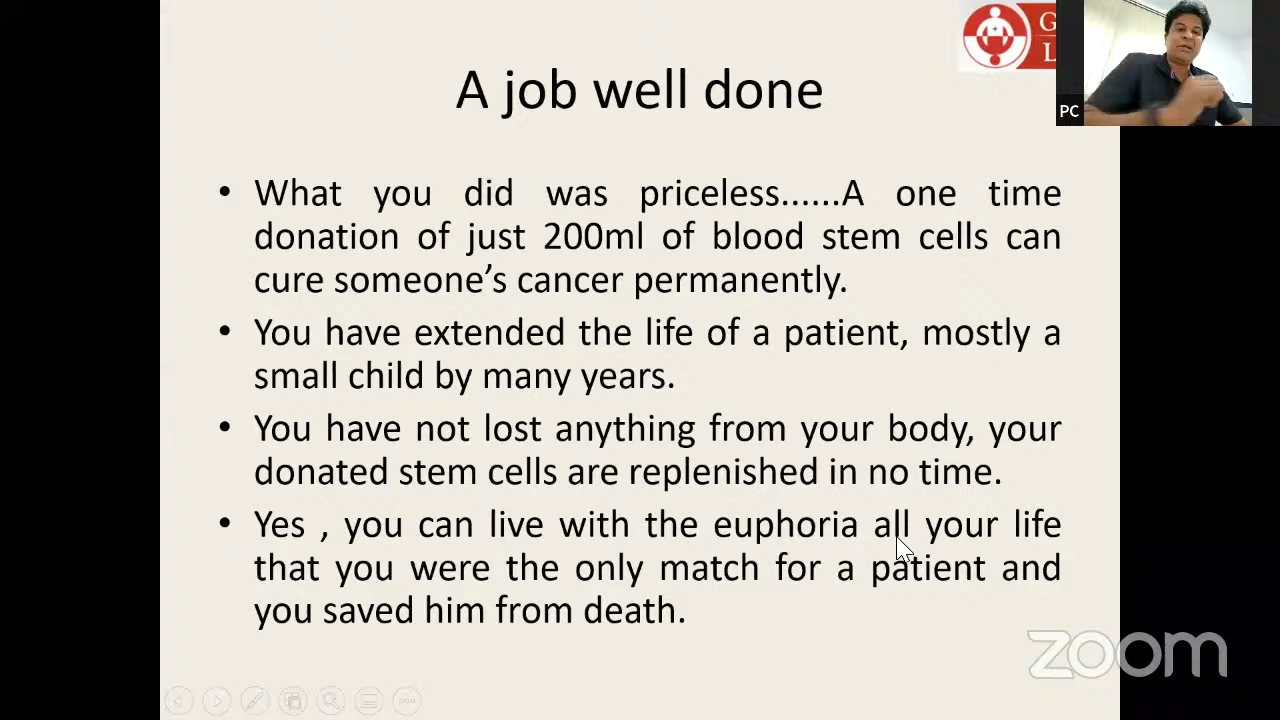 G
L
PC
A job well done
• What you did was priceless......A one time
donation of just 200ml of blood stem cells can
cure someone’s cancer permanently.
• You have extended the life of a patient, mostly a
small child by many years.
• You have not lost anything from your body, your
donated stem cells are replenished in no time.
• Yes , you can live with the euphoria all your life
that you were the only match for a patient and
you saved him from death.
zoom